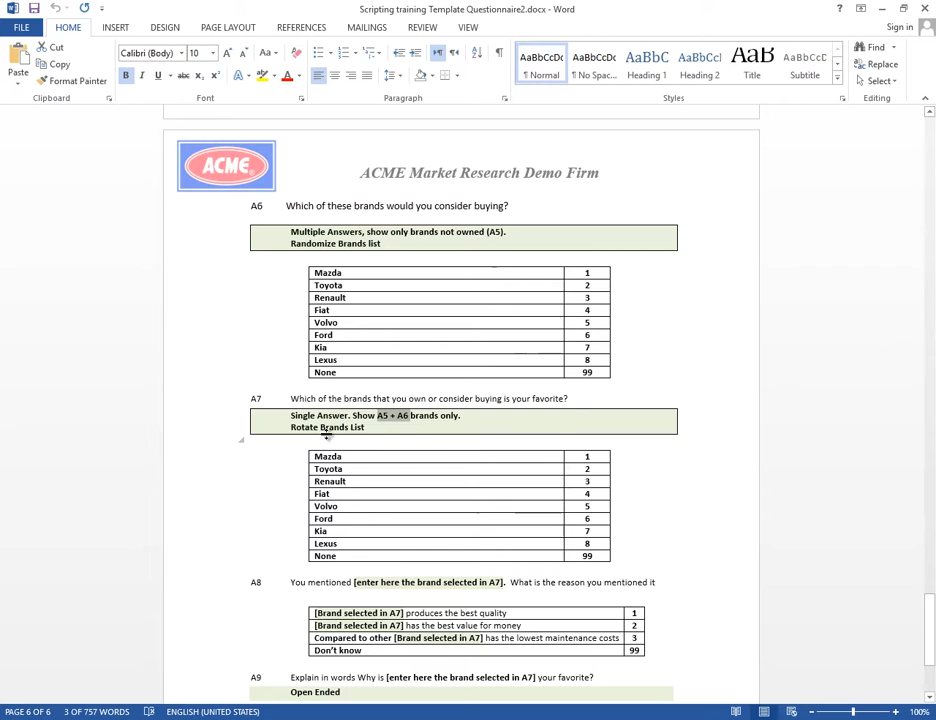 Scripting training Template Questionnaire2.docx - Word
FILE HOME INSERT DESIGN PAGE LAYOUT REFERENCES MAILINGS REVIEW VIEW Sign in
Paste Cut Copy Format Painter
Calibri (Body) 10
AaBbCcDc ¶ Normal
AaBbCcDc ¶ No Spac...
AaBbC Heading 1
AaBbCcl Heading 2
AaB Title
AaBbCcC Subtitle
Find
Replace
Select
Clipboard Font Paragraph Styles Editing
ACME
ACME Market Research Demo Firm
A6 Which of these brands would you consider buying?
Multiple Answers, show only brands not owned (A5).
Randomize Brands list
Mazda 1
Toyota 2
Renault 3
Fiat 4
Volvo 5
Ford 6
Kia 7
Lexus 8
None 99
A7 Which of the brands that you own or consider buying is your favorite?
Single Answer. Show A5 + A6 brands only.
Rotate Brands List
Mazda 1
Toyota 2
Renault 3
Fiat 4
Volvo 5
Ford 6
Kia 7
Lexus 8
None 99
A8 You mentioned [enter here the brand selected in A7]. What is the reason you mentioned it
[Brand selected in A7] produces the best quality 1
[Brand selected in A7] has the best value for money 2
Compared to other [Brand selected in A7] has the lowest maintenance costs 3
Don't know 99
A9 Explain in words Why is [enter here the brand selected in A7] your favorite?
Open Ended
PAGE 6 OF 6 3 OF 757 WORDS ENGLISH (UNITED STATES) 100%